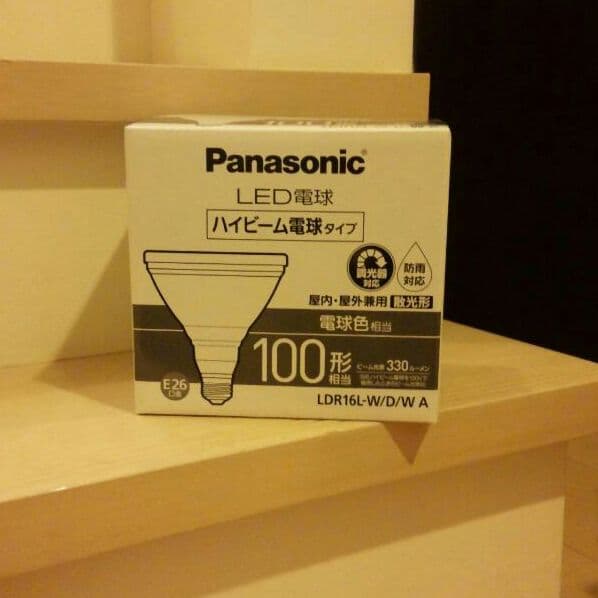 Panasonic
LED電球
ハイビーム電球タイプ
調光器
対応
防雨
対応
屋内・屋外兼用 散光形
電球色相当
100形
相当
ビーム光束 330ルーメン
E26
口金
LDR16L-W/D/W A